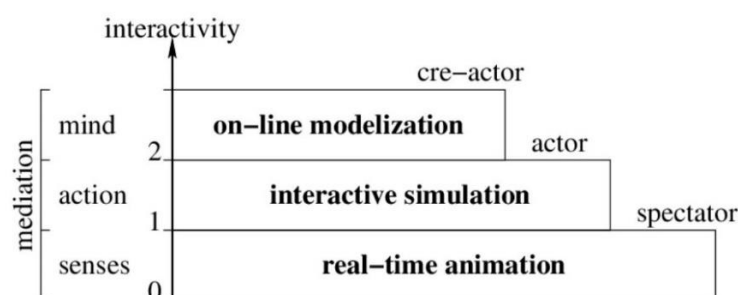 interactivity
cre-actor
mind
on-line modelization
2
actor
mediation
action
interactive simulation
1
spectator
senses
real-time animation
0